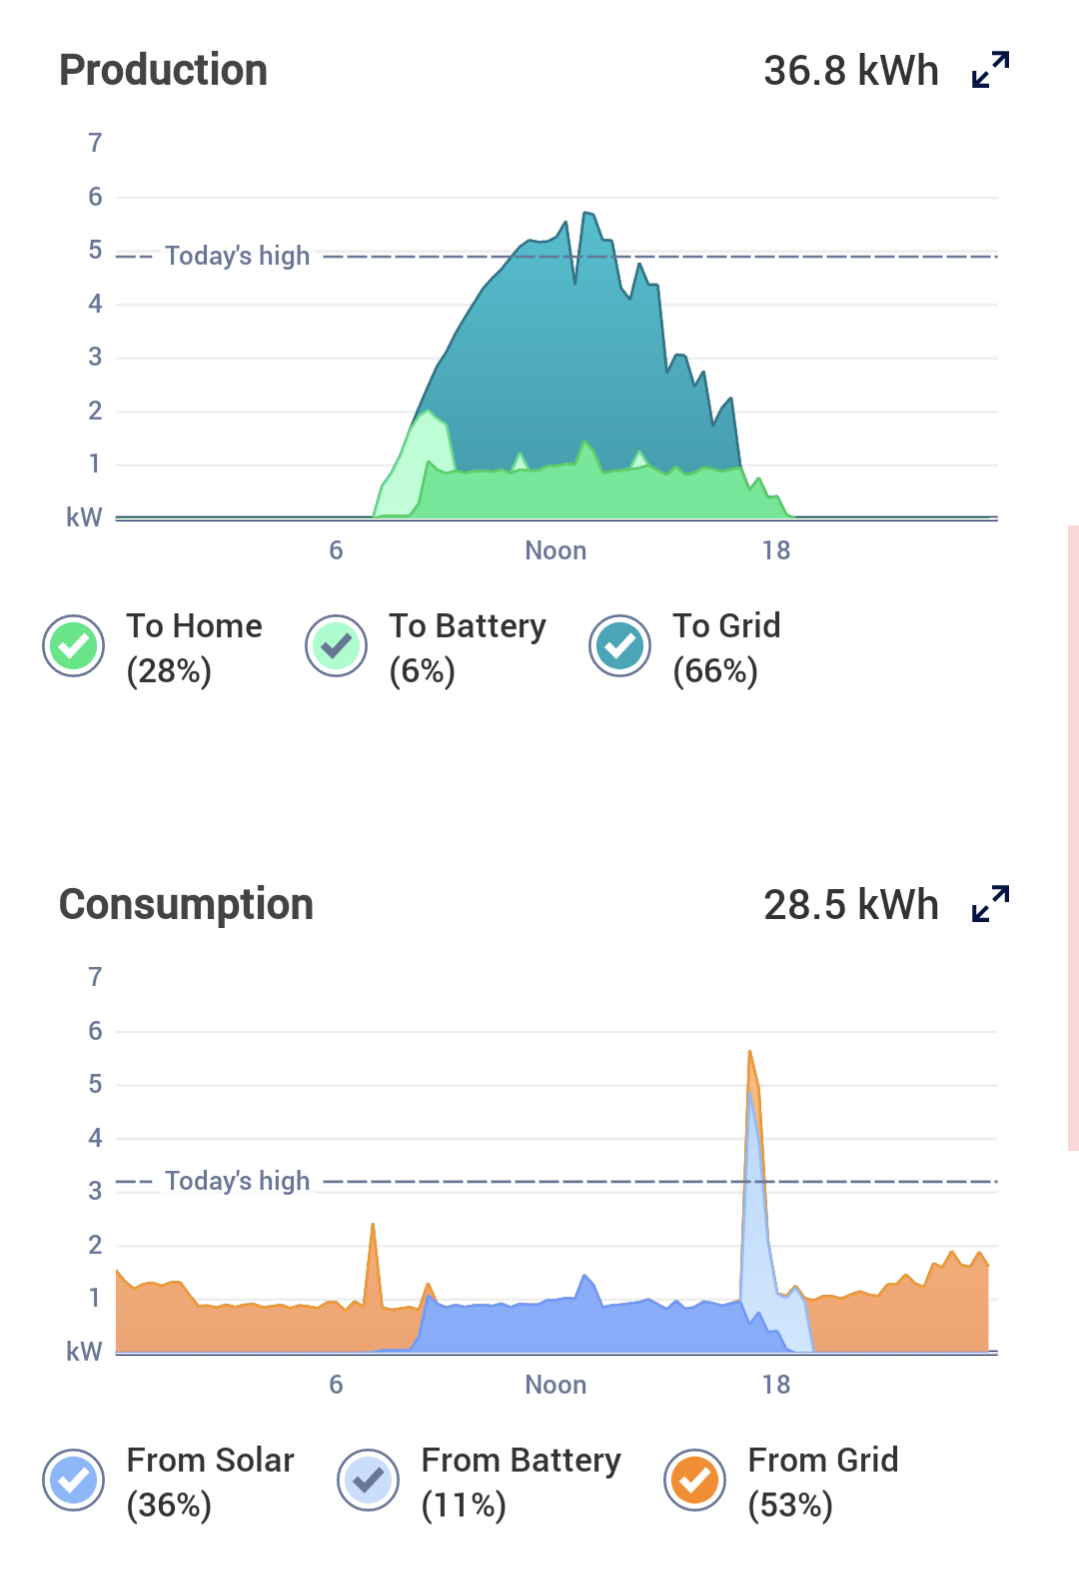 Production
36.8 kWh
7
6
5
Today's high
4
3
2
1
kW
6
Noon
18
To Home
(28%)
To Battery
(6%)
To Grid
(66%)
Consumption
28.5 kWh
7
6
5
4
Today's high
3
2
1
kW
6
Noon
18
From Solar
(36%)
From Battery
(11%)
From Grid
(53%)